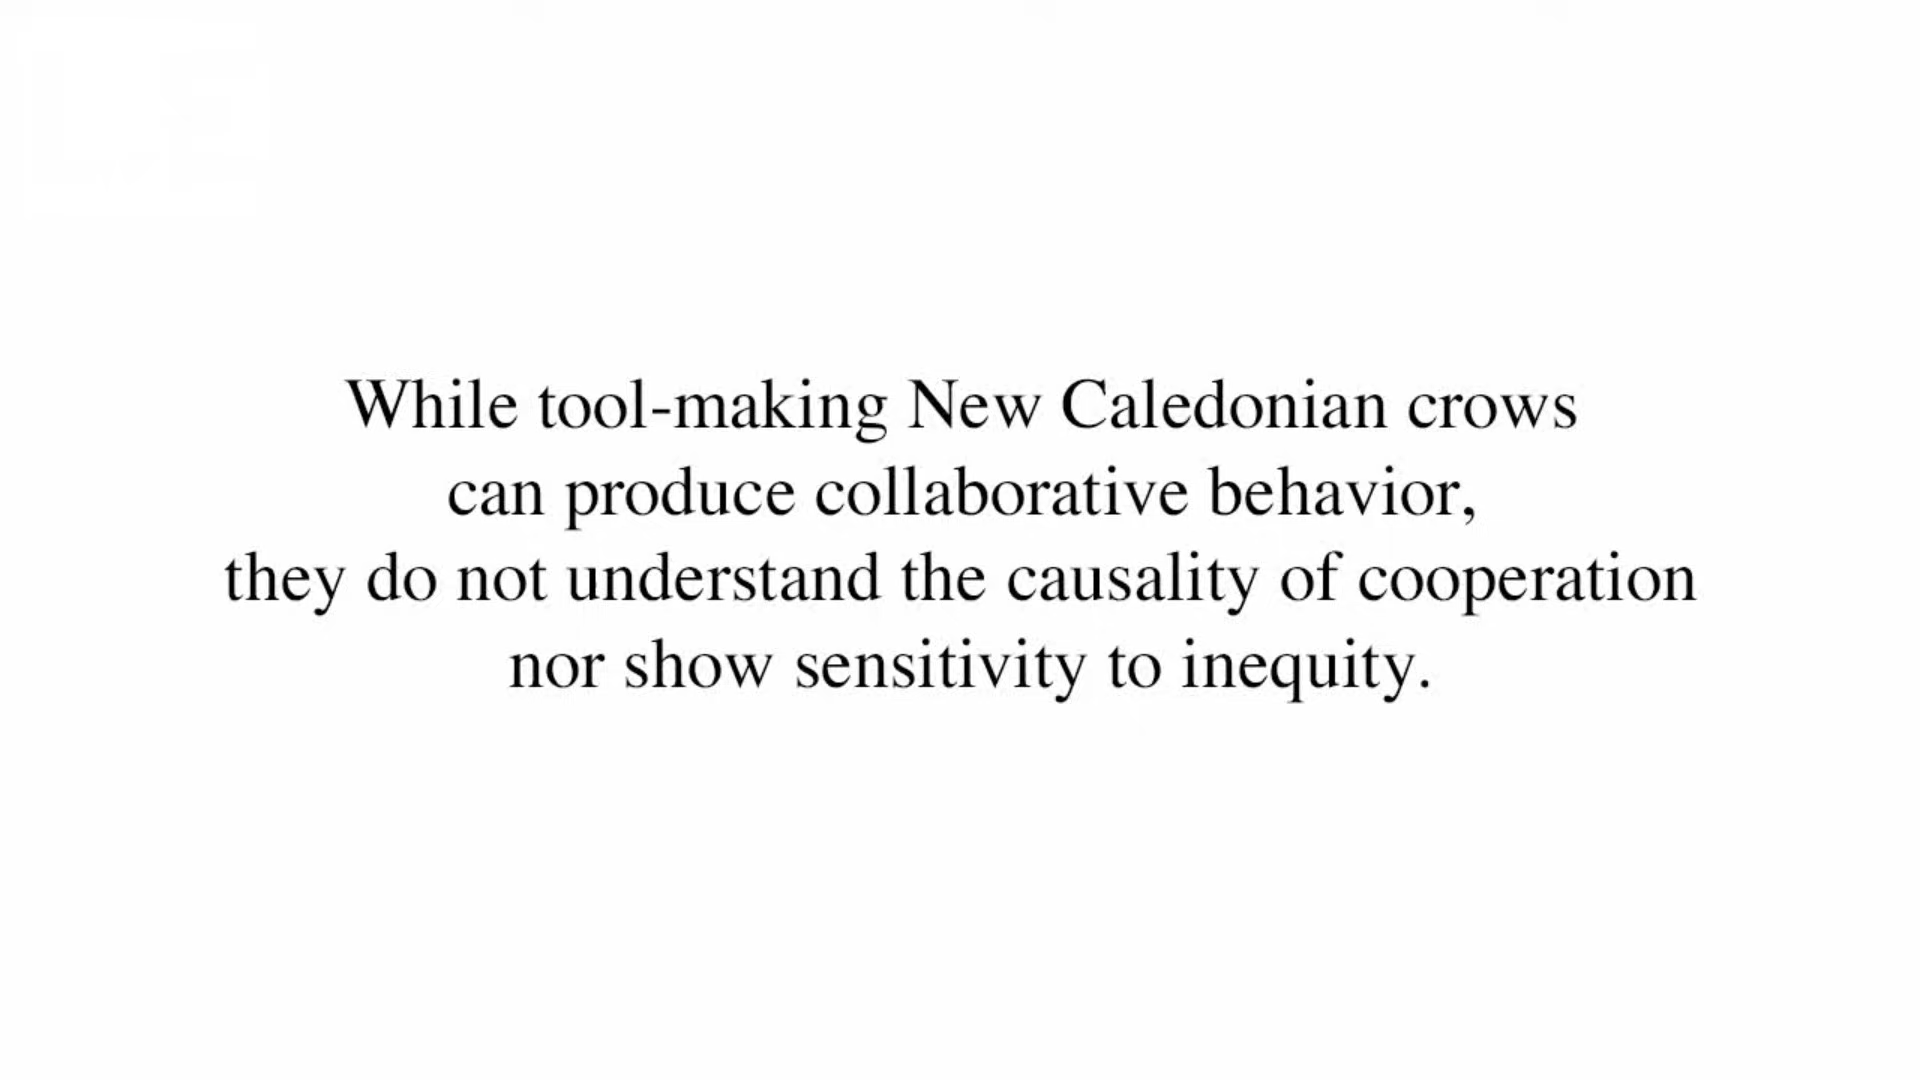 While tool-making New Caledonian crows
can produce collaborative behavior,
they do not understand the causality of cooperation
nor show sensitivity to inequity.